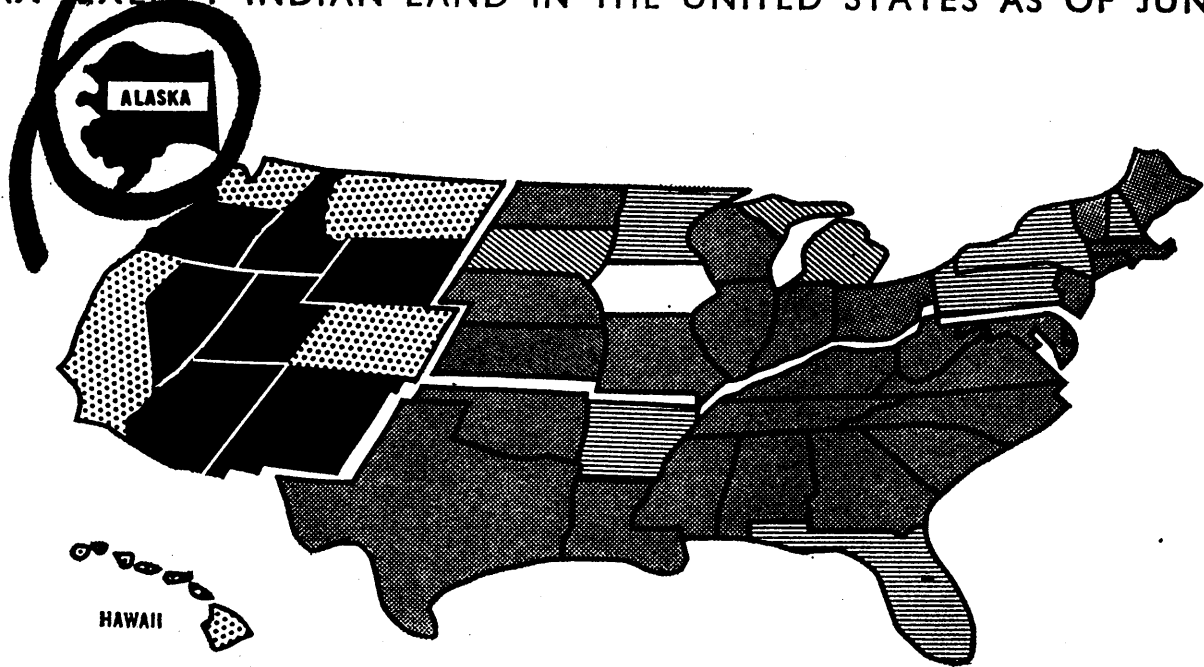 INDIAN LAND IN THE UNITED STATES AS OF
ALASKA
HAWAII